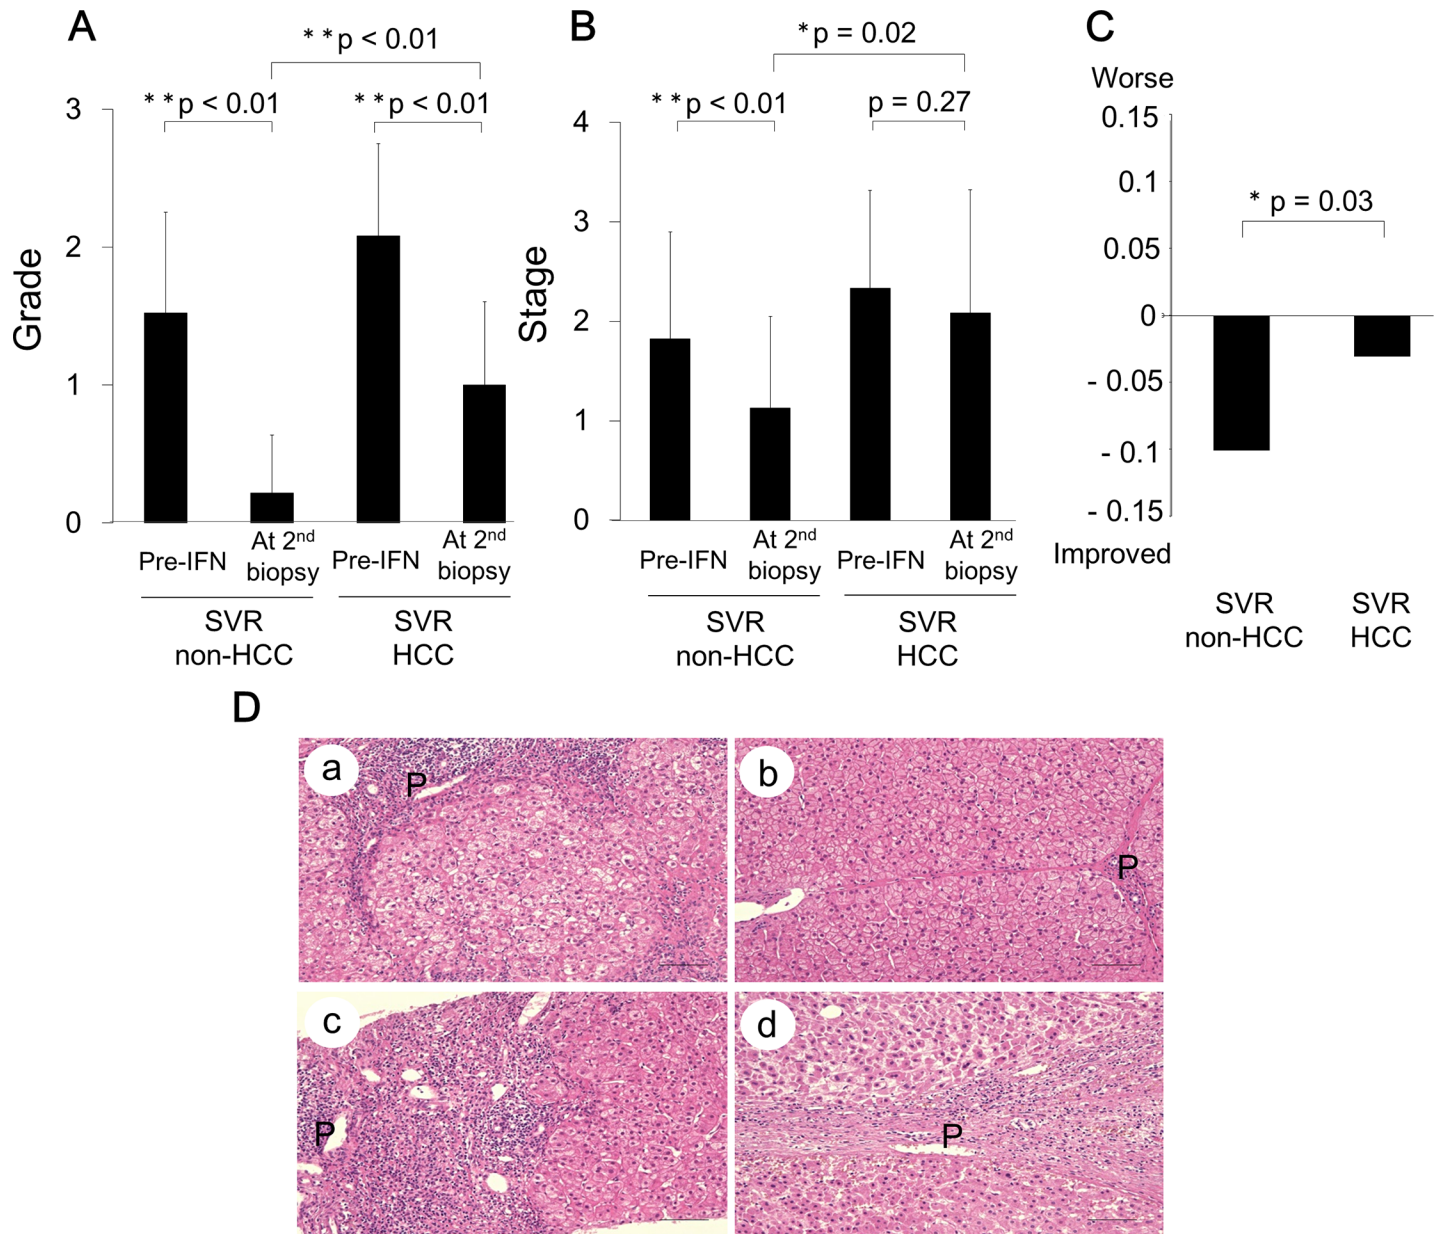 A
**p < 0.01
**p < 0.01
**p < 0.01
3
2
1
0
Grade
Pre-IFN
At 2nd
biopsy
Pre-IFN
At 2nd
biopsy
SVR
non-HCC
SVR
HCC
B
*p = 0.02
**p < 0.01
p = 0.27
4
3
2
1
0
Stage
Pre-IFN
At 2nd
biopsy
Pre-IFN
At 2nd
biopsy
SVR
non-HCC
SVR
HCC
C
Worse
0.15
0.1
0.05
0
- 0.05
- 0.1
- 0.15
Improved
* p = 0.03
SVR
non-HCC
SVR
HCC
D
a
P
b
P
c
P
d
P